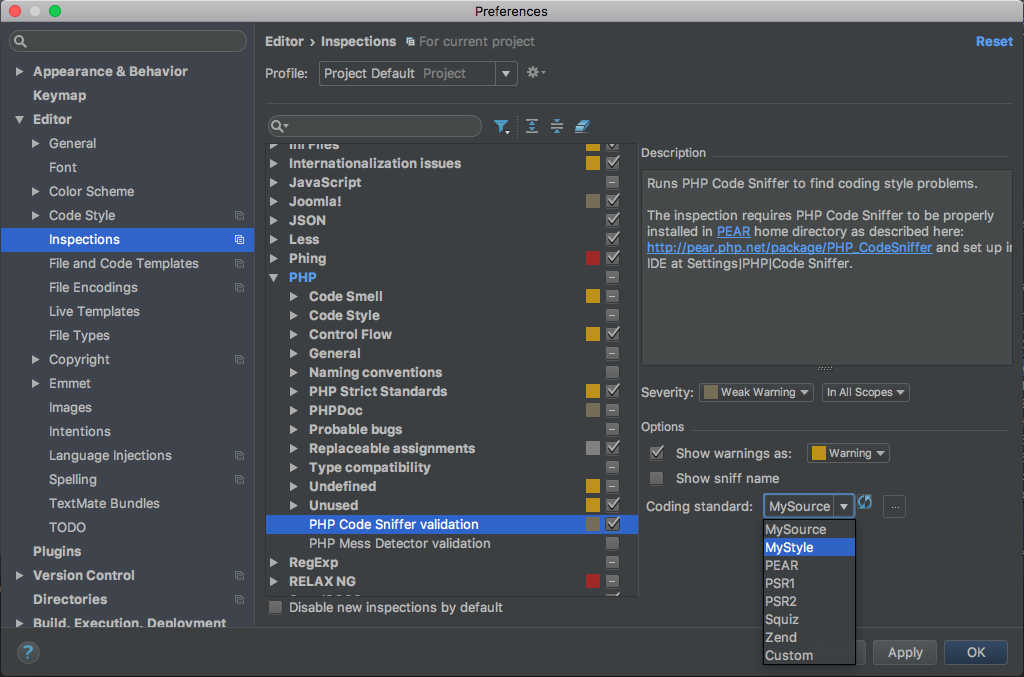 Preferences
Appearance & Behavior
Keymap
Editor
General
Font
Color Scheme
Code Style
Inspections
File and Code Templates
File Encodings
Live Templates
File Types
Copyright
Emmet
Images
Intentions
Language Injections
Spelling
TextMate Bundles
TODO
Plugins
Version Control
Directories
Build, Execution, Deployment
?
Editor › Inspections For current project
Reset
Profile: Project Default Project
Ini Files
Internationalization issues
JavaScript
Joomla!
JSON
Less
Phing
PHP
Code Smell
Code Style
Control Flow
General
Naming conventions
PHP Strict Standards
PHPDoc
Probable bugs
Replaceable assignments
Type compatibility
Undefined
Unused
PHP Code Sniffer validation
PHP Mess Detector validation
RegExp
RELAX NG
Disable new inspections by default
Description
Runs PHP Code Sniffer to find coding style problems.
The inspection requires PHP Code Sniffer to be properly
installed in PEAR home directory as described here:
http://pear.php.net/package/PHP_CodeSniffer and set up in
IDE at Settings|PHP|Code Sniffer.
Severity: Weak Warning In All Scopes
Options
Show warnings as: Warning
Show sniff name
Coding standard: MySource ...
MySource
MyStyle
PEAR
PSR1
PSR2
Squiz
Zend
Custom
Apply
OK